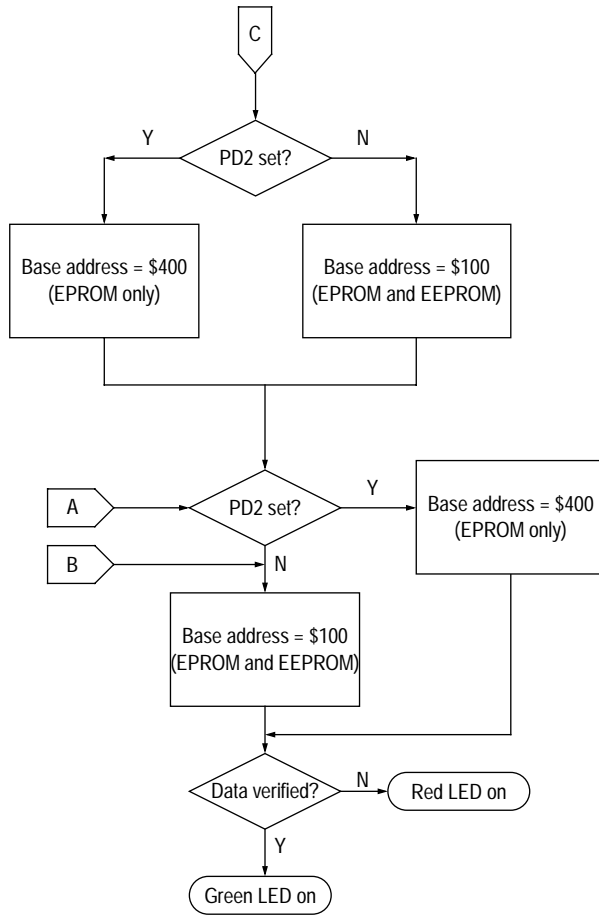 C
Y
N
PD2 set?
Base address = $400
(EPROM only)
Base address = $100
(EPROM and EEPROM)
A
PD2 set?
Y
Base address = $400
(EPROM only)
B
N
Base address = $100
(EPROM and EEPROM)
Data verified?
N
Red LED on
Y
Green LED on